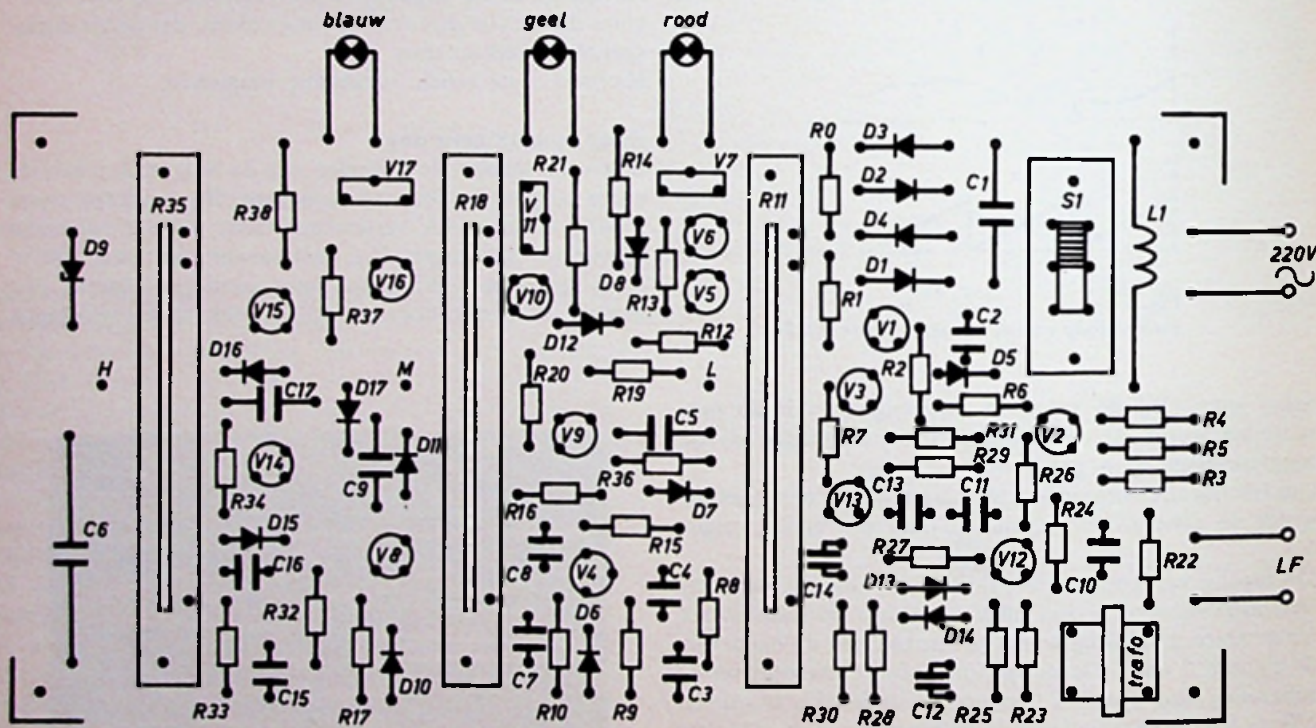 blauw geel rood
R0 D3
R21 R14 V7
V17 D2 C1
R35 R38 R18 V11 R11 S1 L1
D4
V6
D9 220V
V16 D8 D1
V10 R13 V5 R1
V15 R37
D12 R12 V1 C2
D16 R2 D5
H C17 D17 M R20 R19 L V3 R6
C5 R4
V9 R7 R31 V2
D11 R29 R5
V14 C9 R36 R26 R3
R34 R16 D7 V13 C13 C11 R24
C6 D15 R15
V8 R27 V12 R22 LF
C16 C8 V4 C4 R8 C14 D13 C10
R32 D6
D14 trafo
C15 D10 C7 C3
R33 R17 R10 R9 R30 R28 C12 R25 R23